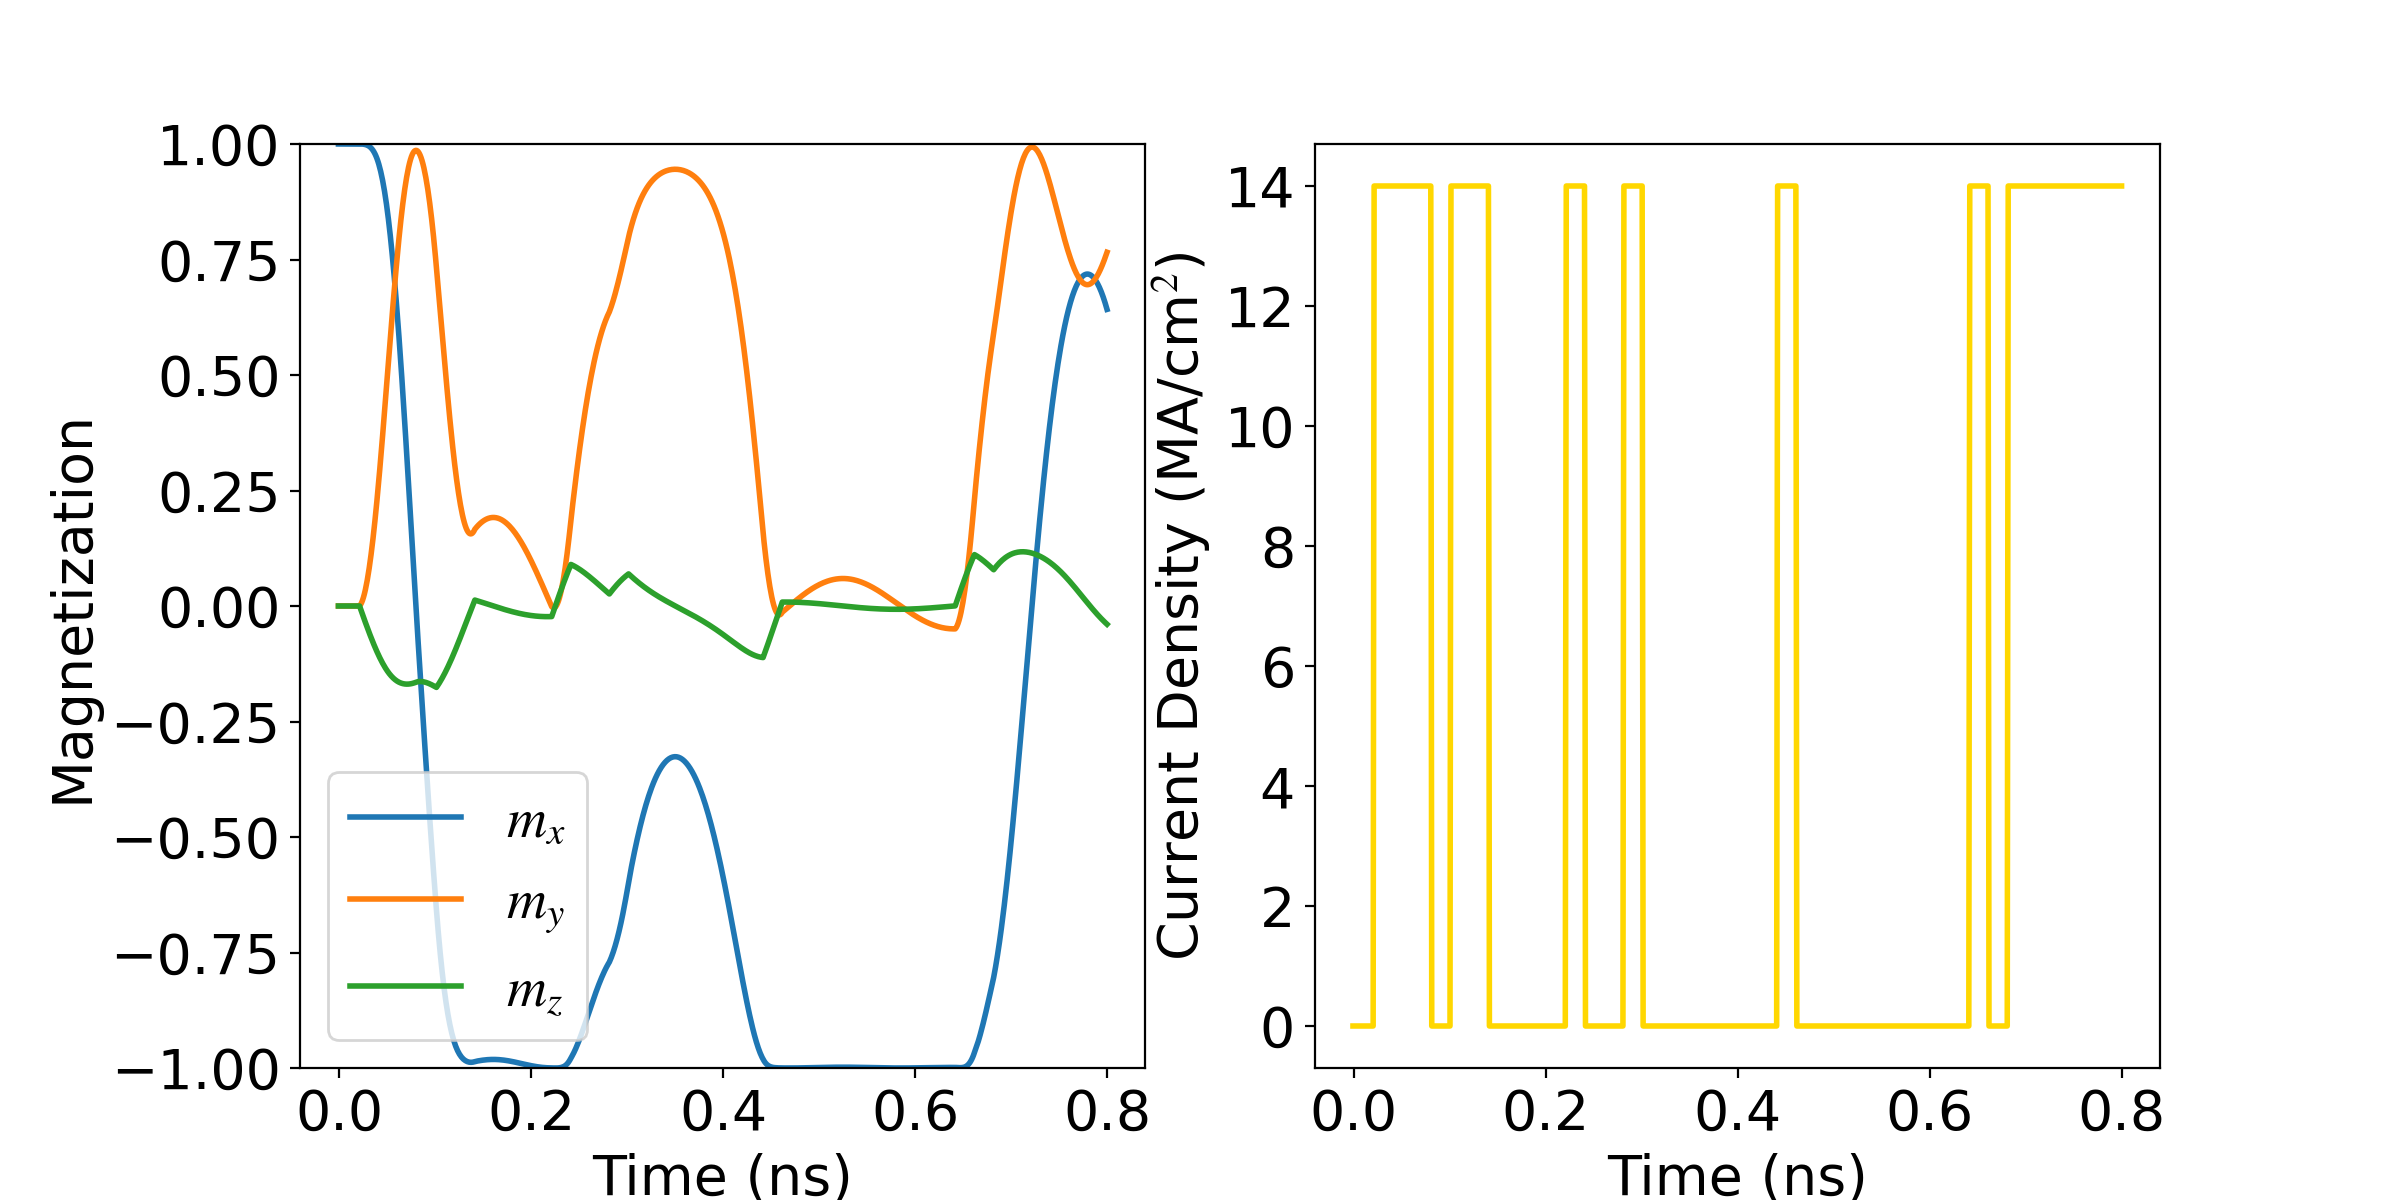 Magnetization
1.00
0.75
0.50
0.25
0.00
−0.25
−0.50
−0.75
−1.00
0.0 0.2 0.4 0.6 0.8
Time (ns)
m_x
m_y
m_z
Current Density (MA/cm²)
14
12
10
8
6
4
2
0
0.0 0.2 0.4 0.6 0.8
Time (ns)